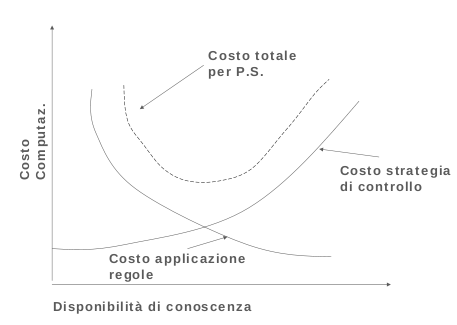 Costo totale
per P.S.
Costo
Computaz.
Costo strategia
di controllo
Costo applicazione
regole
Disponibilità di conoscenza